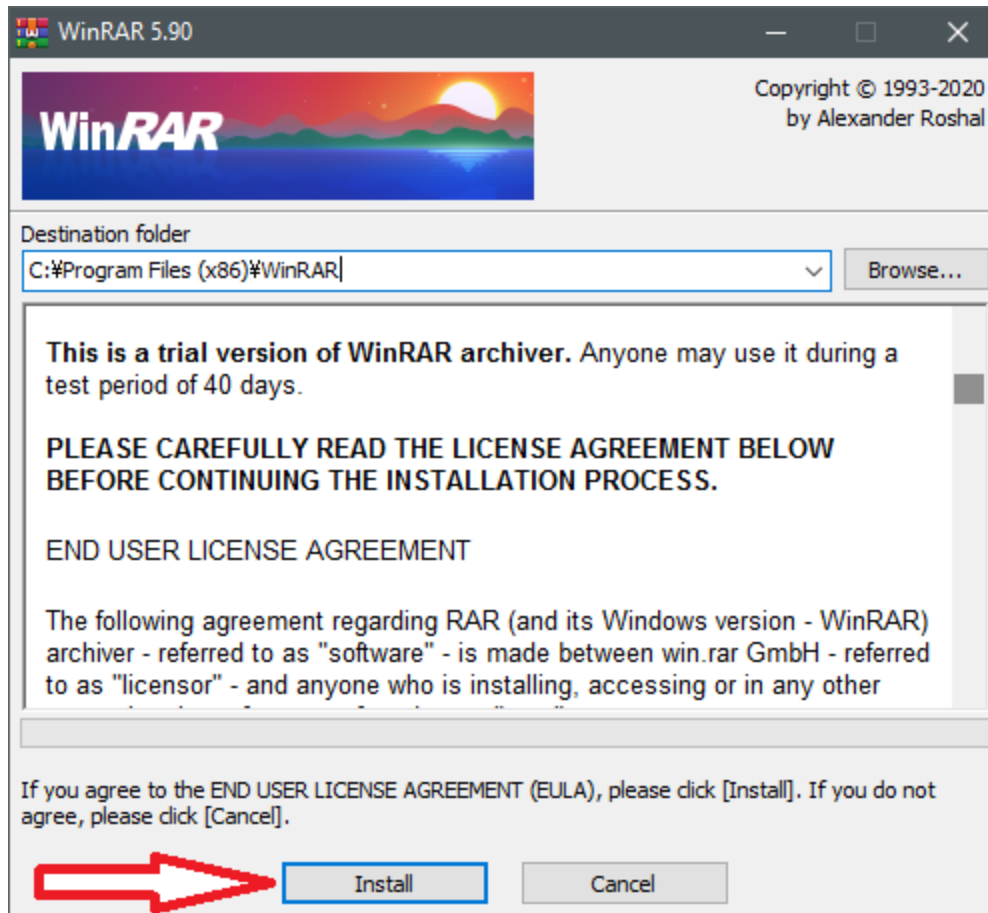 WinRAR 5.90
WinRAR
Copyright © 1993-2020
by Alexander Roshal
Destination folder
C:¥Program Files (x86)¥WinRAR
Browse...
This is a trial version of WinRAR archiver. Anyone may use it during a
test period of 40 days.
PLEASE CAREFULLY READ THE LICENSE AGREEMENT BELOW
BEFORE CONTINUING THE INSTALLATION PROCESS.
END USER LICENSE AGREEMENT
The following agreement regarding RAR (and its Windows version - WinRAR)
archiver - referred to as "software" - is made between win.rar GmbH - referred
to as "licensor" - and anyone who is installing, accessing or in any other
If you agree to the END USER LICENSE AGREEMENT (EULA), please click [Install]. If you do not
agree, please click [Cancel].
Install
Cancel